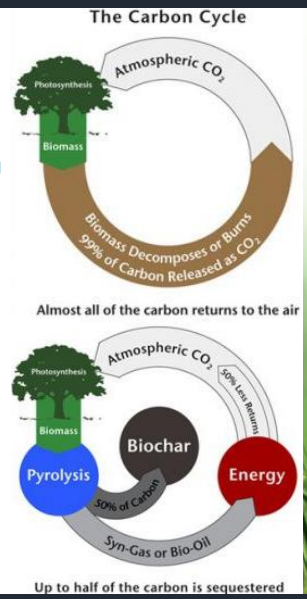 The Carbon Cycle
Atmospheric CO₂
Photosynthesis
Biomass
Biomass Decomposes or Burns
99% of Carbon Released as CO₂
Almost all of the carbon returns to the air
Atmospheric CO₂
Photosynthesis
50% Less Returns
Biomass
Biochar
Pyrolysis
Energy
50% of Carbon
Syn-Gas or Bio-Oil
Up to half of the carbon is sequestered